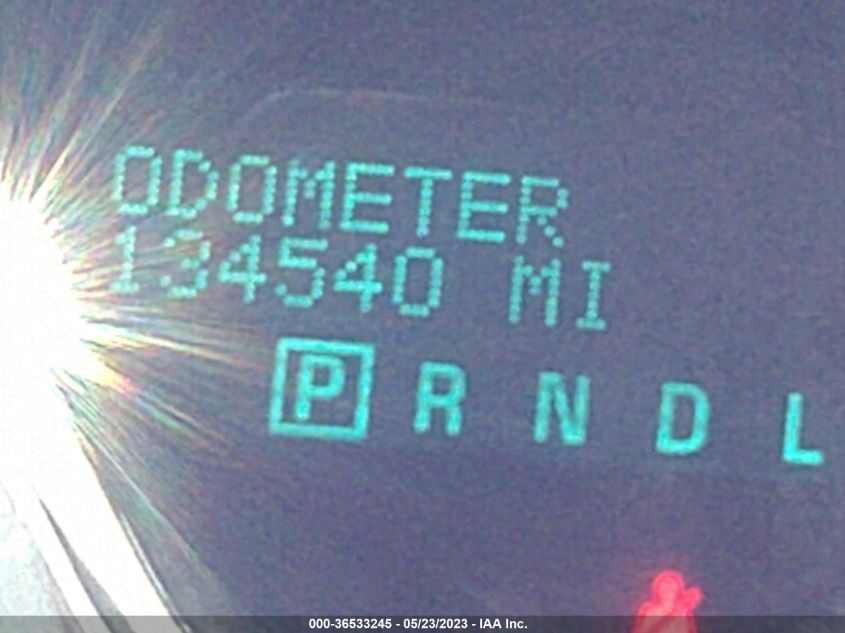 ODOMETER
134540 MI
P R N D L
000-36533245 - 05/23/2023 - IAA Inc.